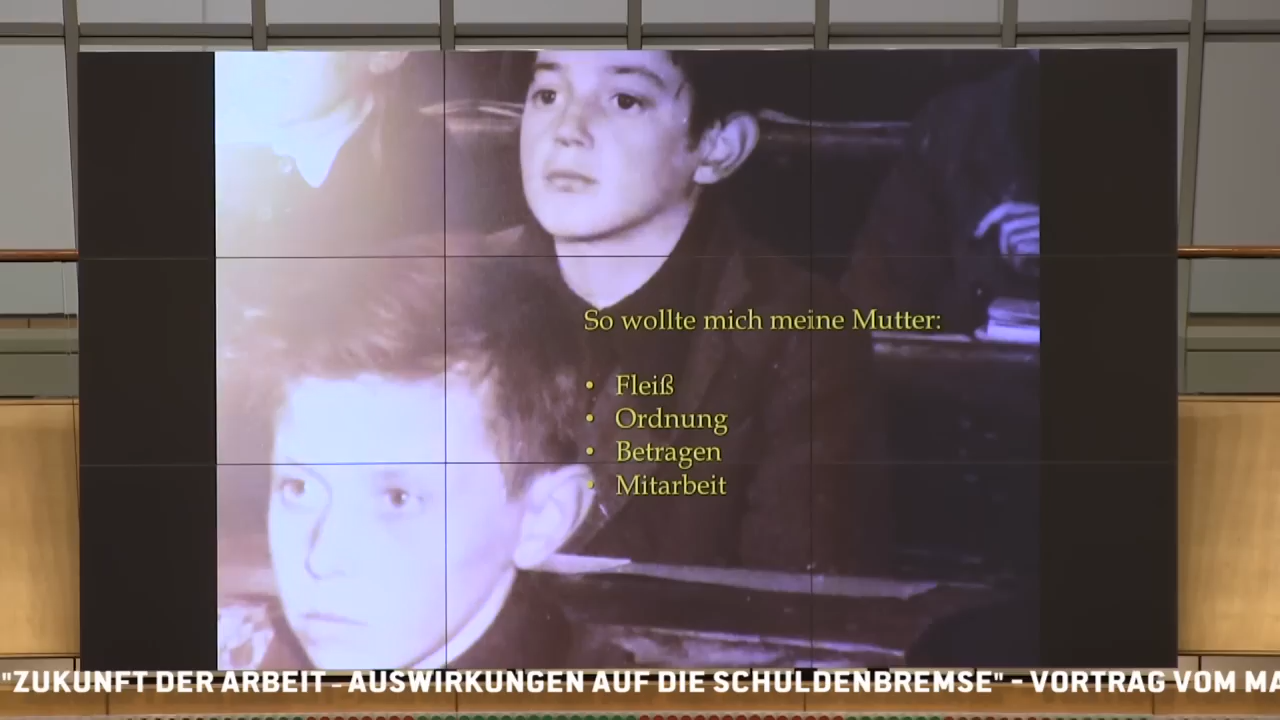 So wollte mich meine Mutter:
• Fleiß
• Ordnung
• Betragen
• Mitarbeit
"ZUKUNFT DER ARBEIT - AUSWIRKUNGEN AUF DIE SCHULDENBREMSE" - VORTRAG VOM MA